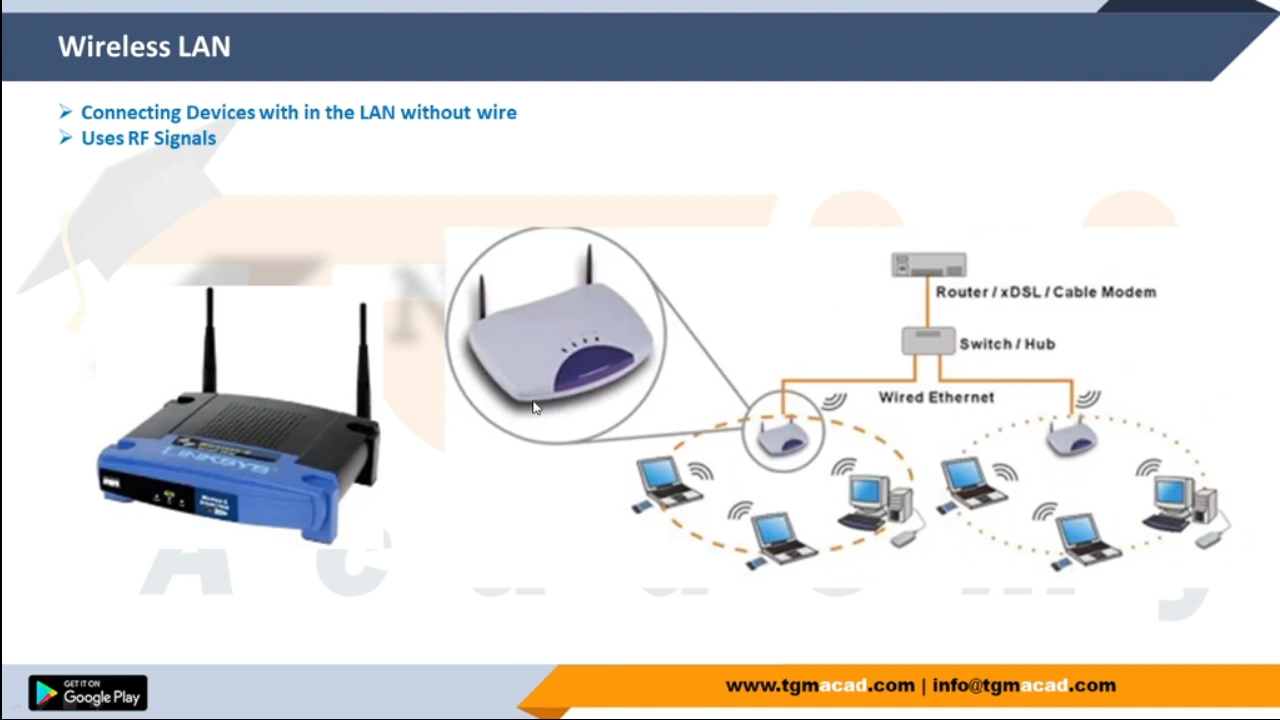 Wireless LAN
Connecting Devices with in the LAN without wire
Uses RF Signals
Router / xDSL / Cable Modem
Switch / Hub
Wired Ethernet
LINKSYS
GET IT ON
Google Play
www.tgmacad.com | info@tgmacad.com